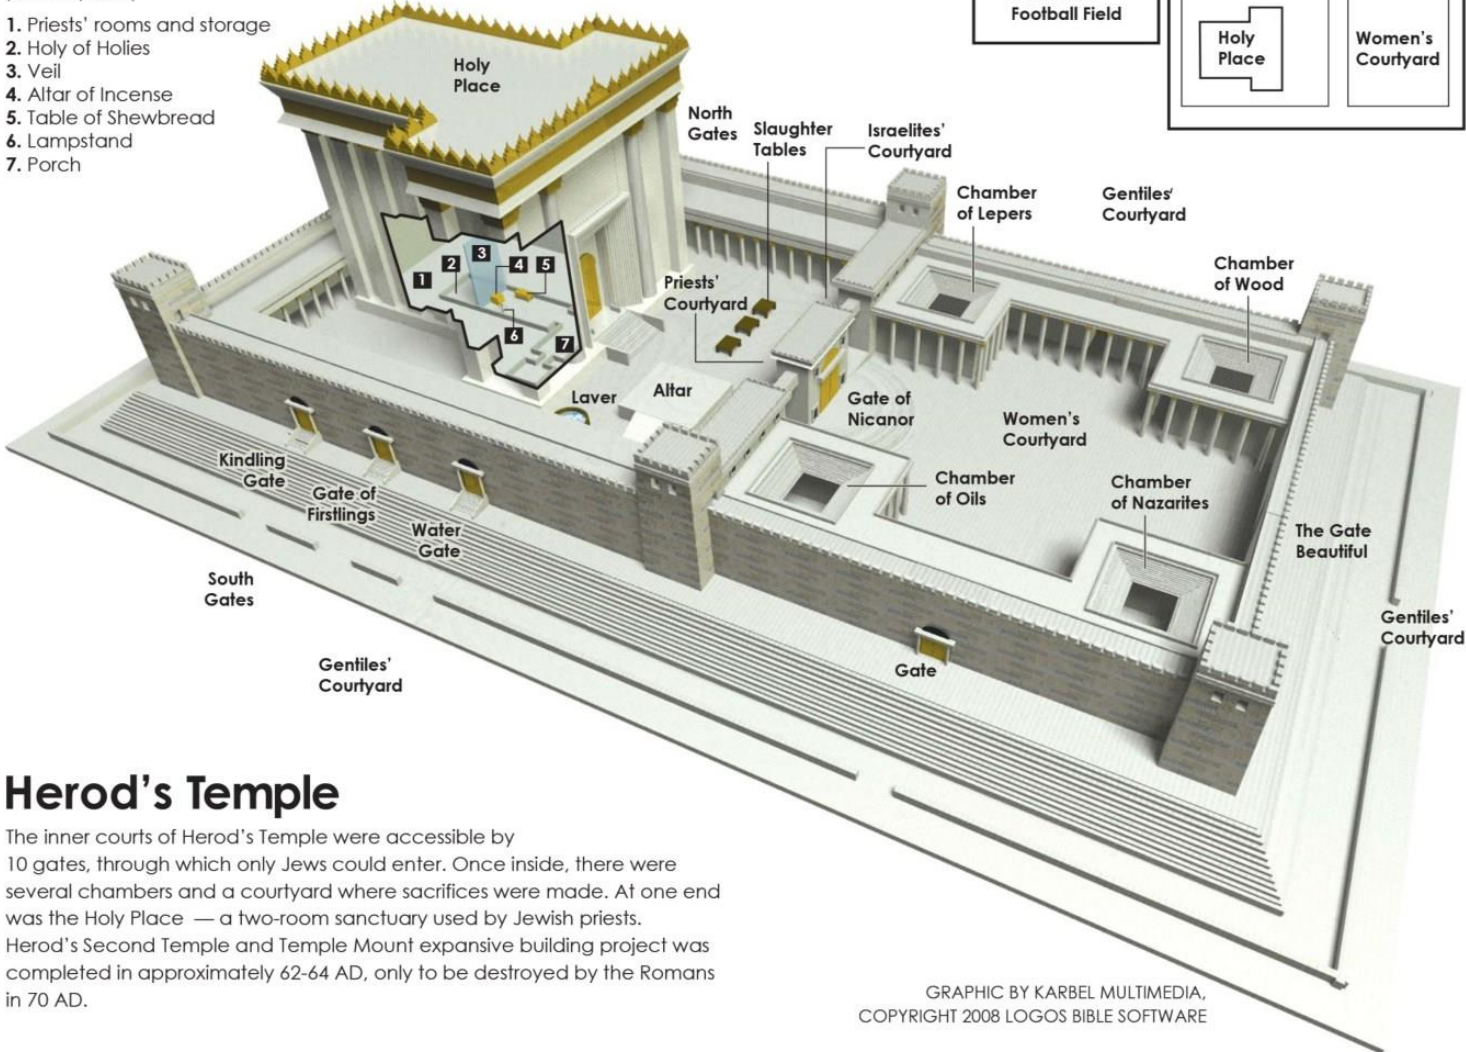 1. Priests' rooms and storage
2. Holy of Holies
3. Veil
4. Altar of Incense
5. Table of Shewbread
6. Lampstand
7. Porch
Football Field
Holy
Place
Women's
Courtyard
Holy
Place
North
Gates
Slaughter
Tables
Israelites'
Courtyard
Chamber
of Lepers
Gentiles'
Courtyard
Chamber
of Wood
Priests'
Courtyard
1
2
3
4
5
6
7
Laver
Altar
Gate of
Nicanor
Women's
Courtyard
Kindling
Gate
Gate of
Firstlings
Water
Gate
Chamber
of Oils
Chamber
of Nazarites
The Gate
Beautiful
South
Gates
Gentiles'
Courtyard
Gate
Gentiles'
Courtyard
Herod's Temple
The inner courts of Herod's Temple were accessible by
10 gates, through which only Jews could enter. Once inside, there were
several chambers and a courtyard where sacrifices were made. At one end
was the Holy Place — a two-room sanctuary used by Jewish priests.
Herod's Second Temple and Temple Mount expansive building project was
completed in approximately 62-64 AD, only to be destroyed by the Romans
in 70 AD.
GRAPHIC BY KARBEL MULTIMEDIA,
COPYRIGHT 2008 LOGOS BIBLE SOFTWARE